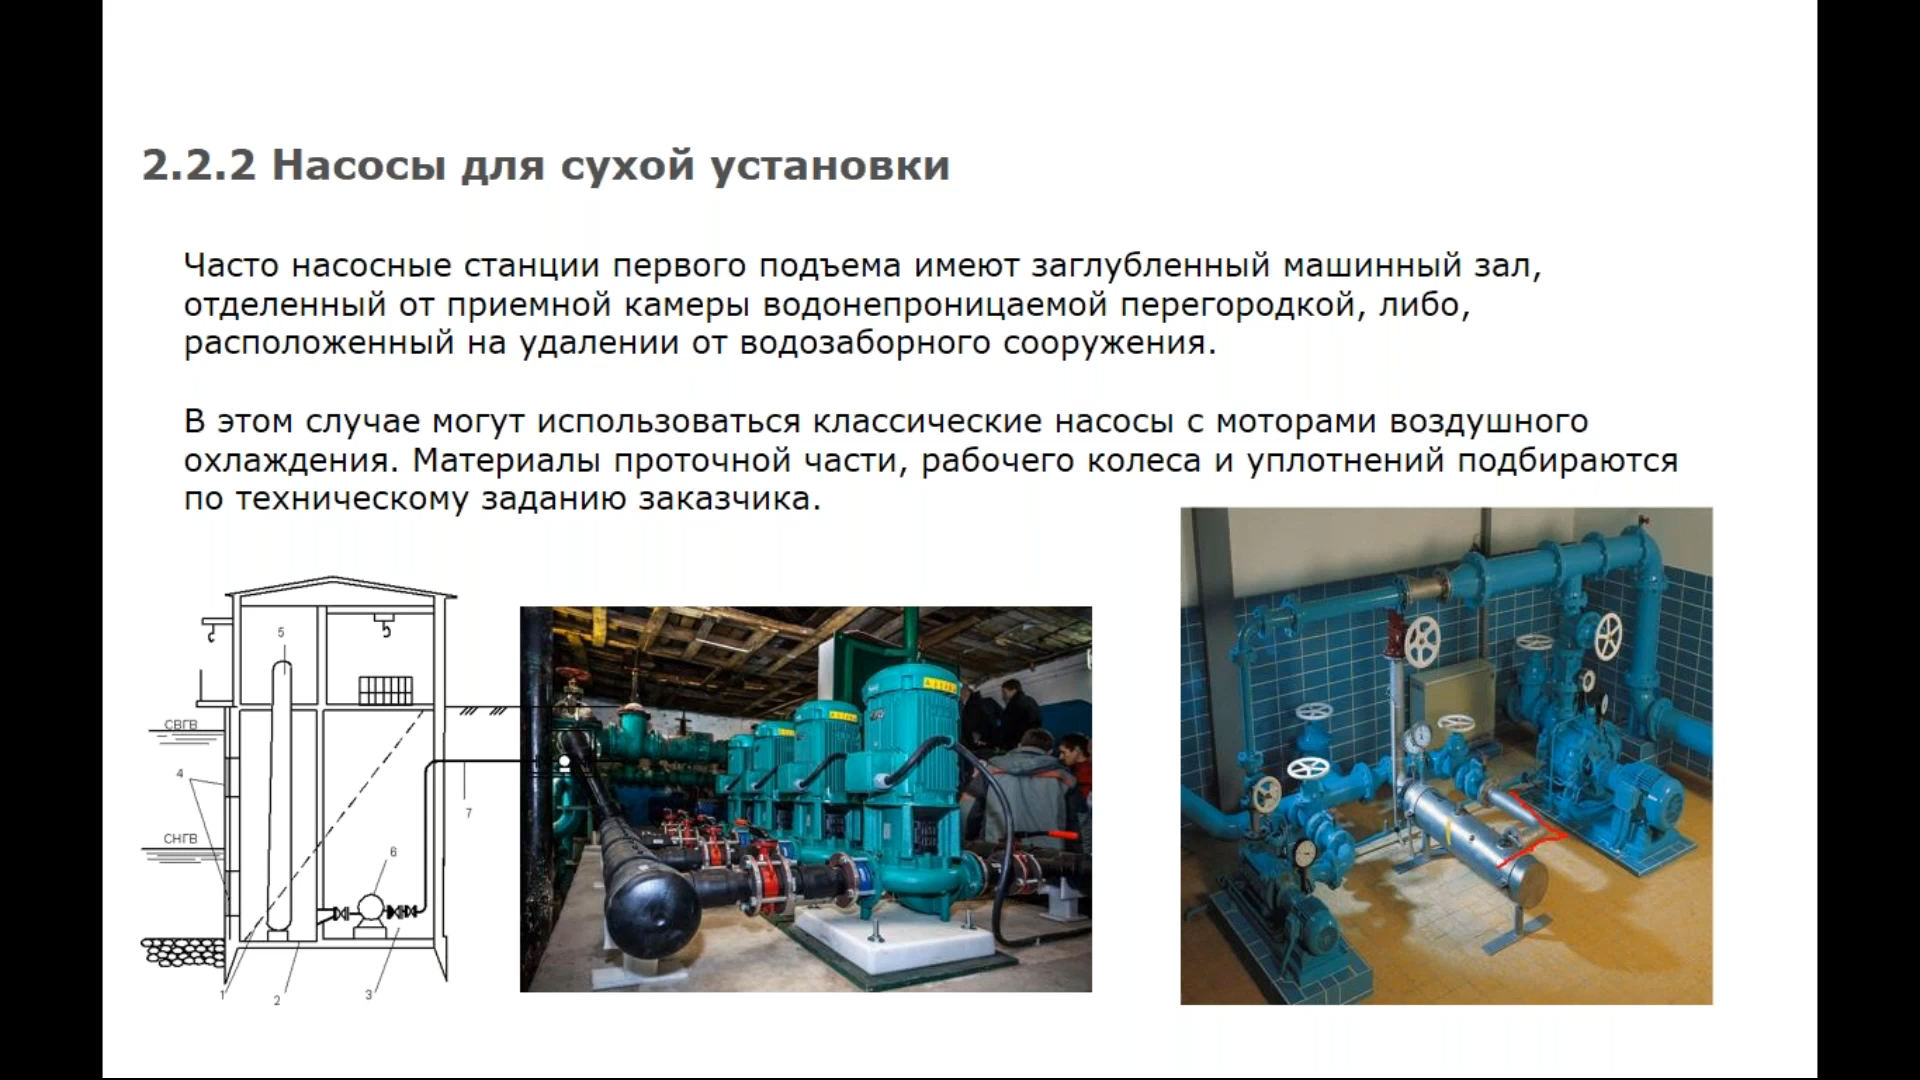 2.2.2 Насосы для сухой установки
Часто насосные станции первого подъема имеют заглубленный машинный зал,
отделенный от приемной камеры водонепроницаемой перегородкой, либо,
расположенный на удалении от водозаборного сооружения.
В этом случае могут использоваться классические насосы с моторами воздушного
охлаждения. Материалы проточной части, рабочего колеса и уплотнений подбираются
по техническому заданию заказчика.
5
СВГВ
4
7
СНГВ
6
1
2
3